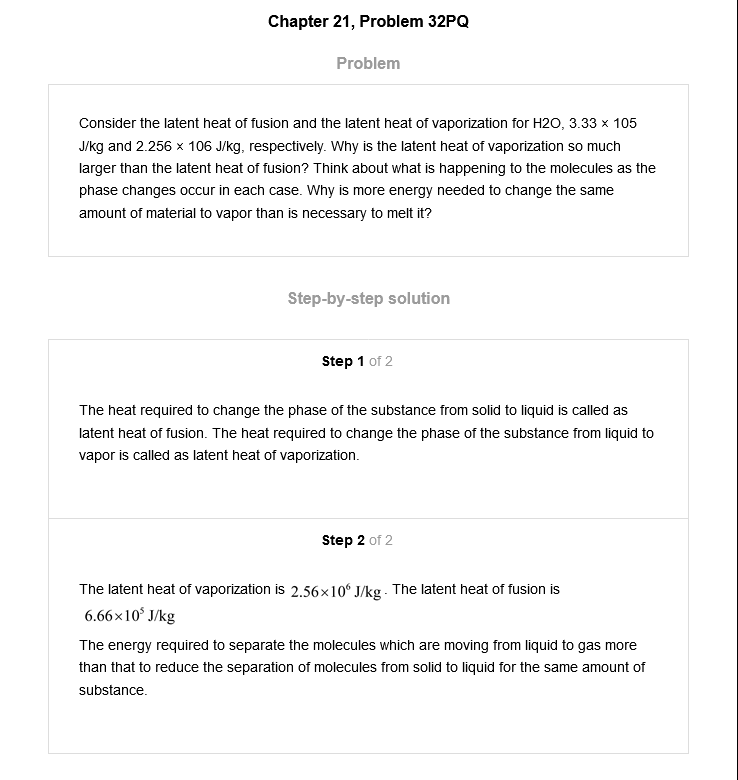 Chapter 21, Problem 32PQ
Problem
Consider the latent heat of fusion and the latent heat of vaporization for H2O, 3.33 × 105
J/kg and 2.256 × 106 J/kg, respectively. Why is the latent heat of vaporization so much
larger than the latent heat of fusion? Think about what is happening to the molecules as the
phase changes occur in each case. Why is more energy needed to change the same
amount of material to vapor than is necessary to melt it?
Step-by-step solution
Step 1 of 2
The heat required to change the phase of the substance from solid to liquid is called as
latent heat of fusion. The heat required to change the phase of the substance from liquid to
vapor is called as latent heat of vaporization.
Step 2 of 2
The latent heat of vaporization is 2.56×10⁶ J/kg . The latent heat of fusion is
6.66×10⁵ J/kg
The energy required to separate the molecules which are moving from liquid to gas more
than that to reduce the separation of molecules from solid to liquid for the same amount of
substance.